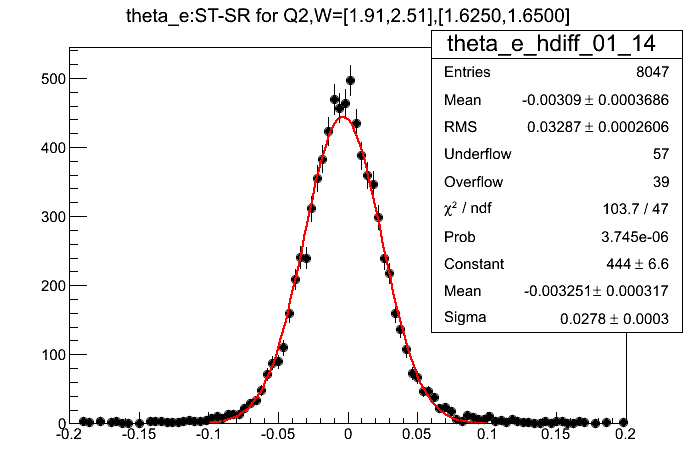 theta_e:ST-SR for Q2,W=[1.91,2.51],[1.6250,1.6500]
theta_e_hdiff_01_14
Entries 8047
Mean -0.00309 ± 0.0003686
RMS 0.03287 ± 0.0002606
Underflow 57
Overflow 39
χ² / ndf 103.7 / 47
Prob 3.745e-06
Constant 444 ± 6.6
Mean -0.003251 ± 0.000317
Sigma 0.0278 ± 0.0003
500
400
300
200
100
0
-0.2 -0.15 -0.1 -0.05 0 0.05 0.1 0.15 0.2